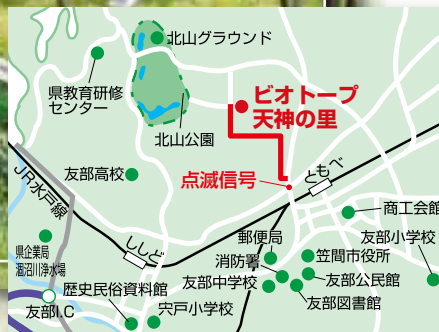 北山グラウンド
県教育研修
センター
ビオトープ
天神の里
北山公園
友部高校
点滅信号
ともべ
JR水戸線
商工会館
ししど
郵便局
友部小学校
県企業局
涸沼川浄水場
消防署
笠間市役所
友部中学校
友部公民館
友部I.C
歴史民俗資料館
宍戸小学校
友部図書館